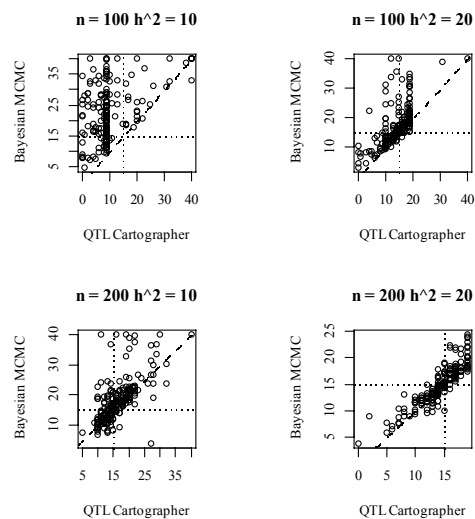 n = 100 h^2 = 10
Bayesian MCMC
5 15 25 35
0 10 20 30 40
QTL Cartographer
n = 100 h^2 = 20
Bayesian MCMC
10 20 30 40
0 10 20 30 40
QTL Cartographer
n = 200 h^2 = 10
Bayesian MCMC
10 20 30 40
5 15 25 35
QTL Cartographer
n = 200 h^2 = 20
Bayesian MCMC
5 10 15 20 25
0 5 10 15
QTL Cartographer